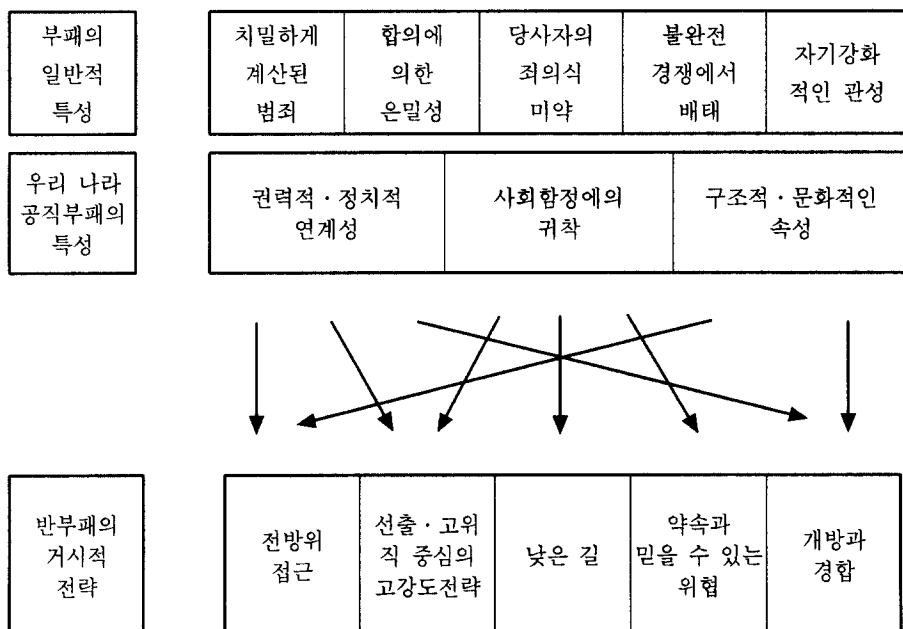 부패의
일반적
특성
치밀하게
계산된
범죄
합의에
의한
은밀성
당사자의
죄의식
미약
불완전
경쟁에서
배태
자기강화
적인 관성
우리 나라
공직부패의
특성
권력적·정치적
연계성
사회함정에의
귀착
구조적·문화적인
속성
반부패의
거시적
전략
전방위
접근
선출·고위
직 중심의
고강도전략
낮은 길
약속과
믿을 수 있는
위협
개방과
경합